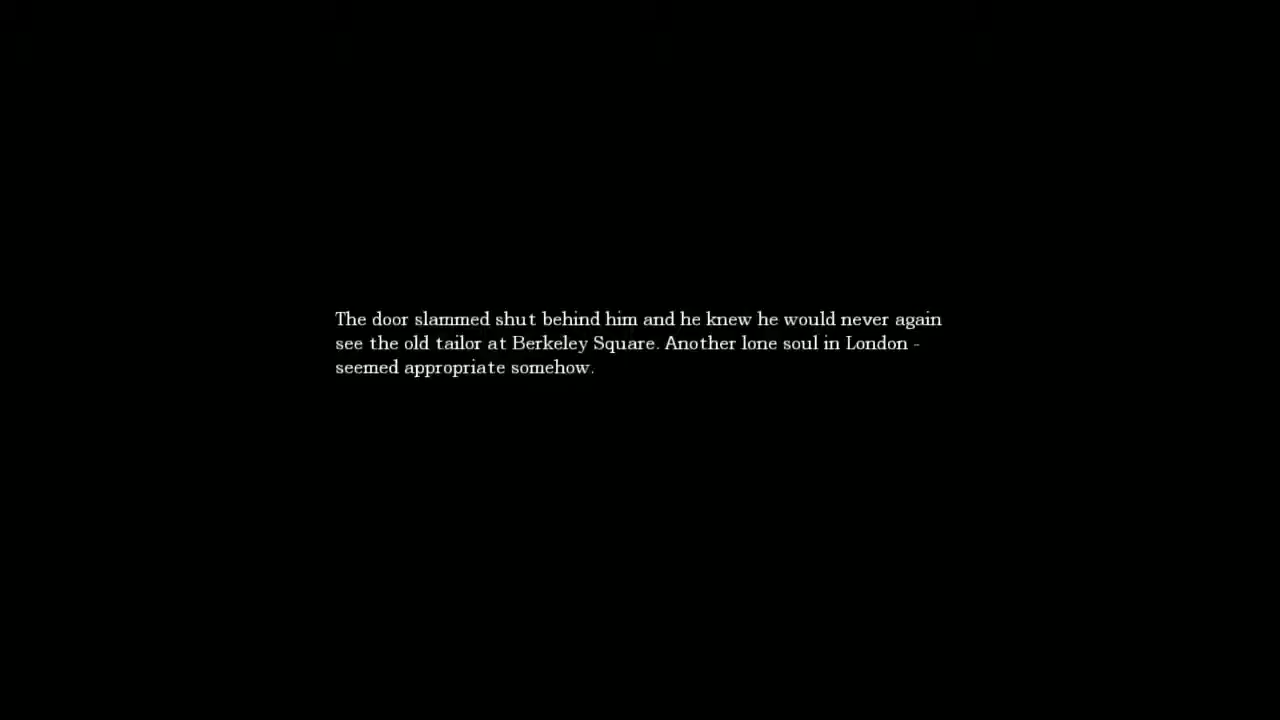 The door slammed shut behind him and he knew he would never again
see the old tailor at Berkeley Square. Another lone soul in London -
seemed appropriate somehow.